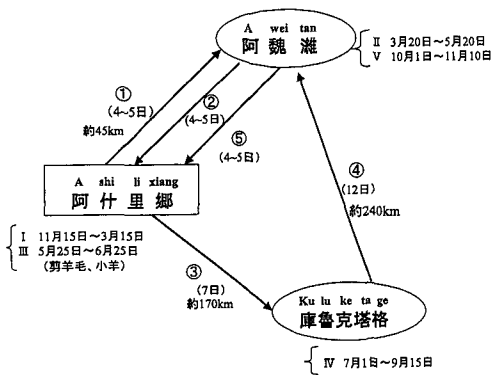 A wei tan
阿魏灘
II 3月20日～5月20日
V 10月1日～11月10日
①
(4~5日)
約45km
②
(4~5日)
⑤
(4~5日)
④
(12日)
約240km
A shi li xiang
阿什里鄉
I 11月15日～3月15日
III 5月25日～6月25日
(剪羊毛、小羊)
③
(7日)
約170km
Ku lu ke ta ge
庫魯克塔格
IV 7月1日～9月15日